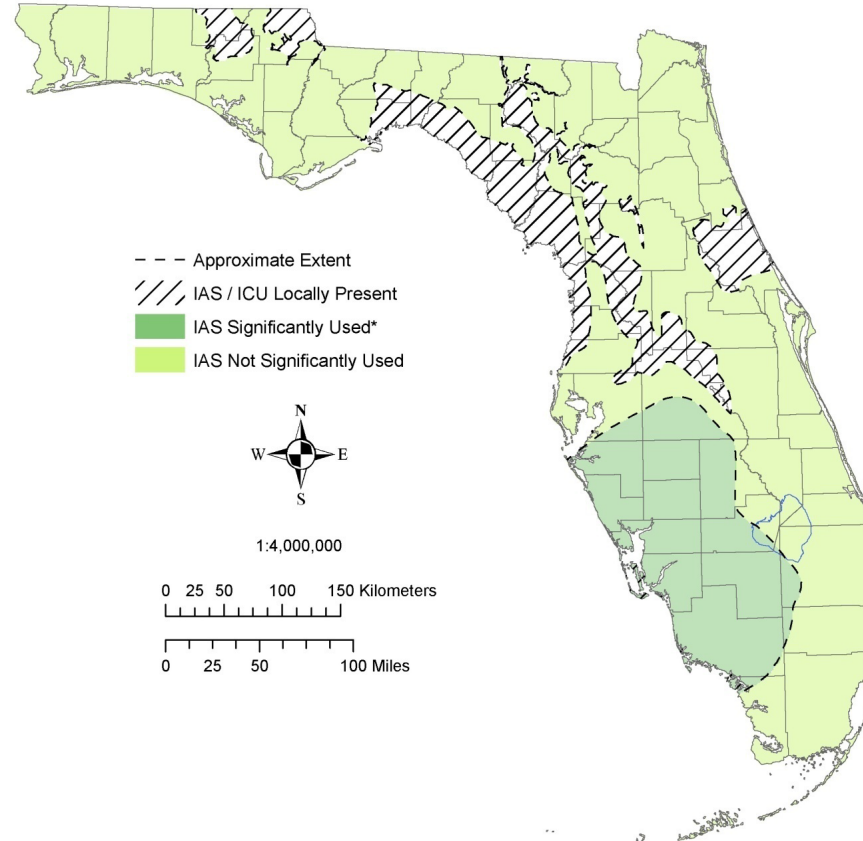 Approximate Extent
IAS / ICU Locally Present
IAS Significantly Used*
IAS Not Significantly Used
N
W E
S
1:4,000,000
0 25 50 100 150 Kilometers
0 25 50 100 Miles